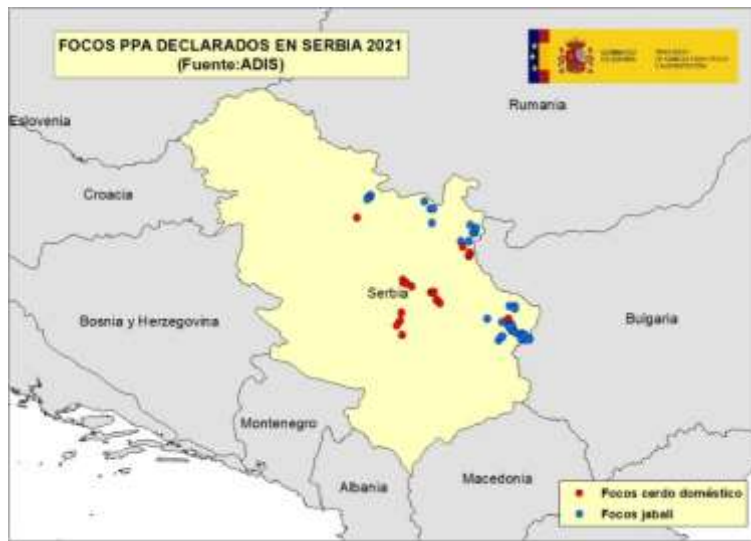 FOCOS PPA DECLARADOS EN SERBIA 2021
(Fuente:ADIS)
Rumania
Eslovenia
Croacia
Serbia
Bosnia y Herzegovina
Bulgaria
Montenegro
Albania
Macedonia
Focos cerdo doméstico
Focos jabalí